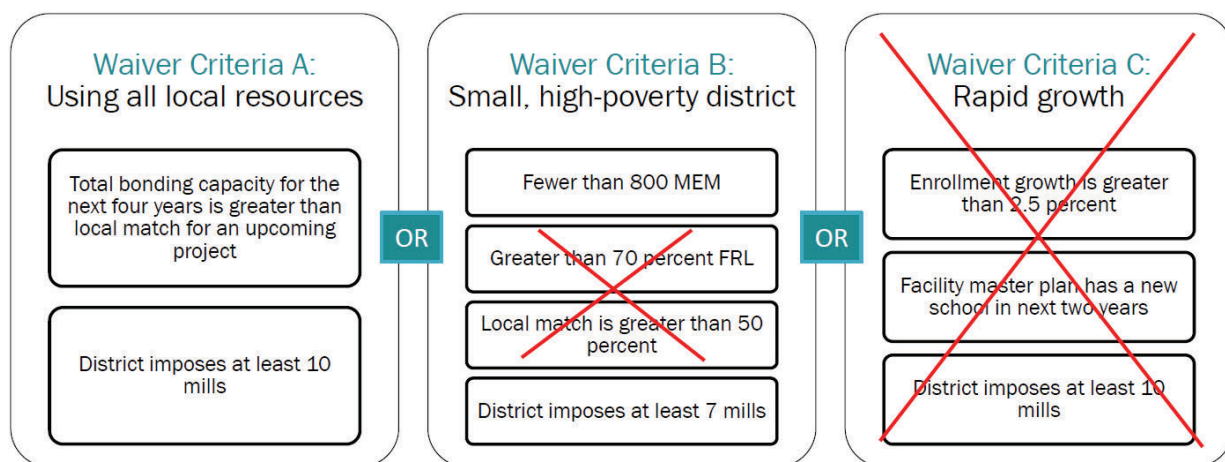 Waiver Criteria A:
Using all local resources
Total bonding capacity for the
next four years is greater than
local match for an upcoming
project
District imposes at least 10
mills
OR
Waiver Criteria B:
Small, high-poverty district
Fewer than 800 MEM
Greater than 70 percent FRL
Local match is greater than 50
percent
District imposes at least 7 mills
OR
Waiver Criteria C:
Rapid growth
Enrollment growth is greater
than 2.5 percent
Facility master plan has a new
school in next two years
District imposes at least 10
mills